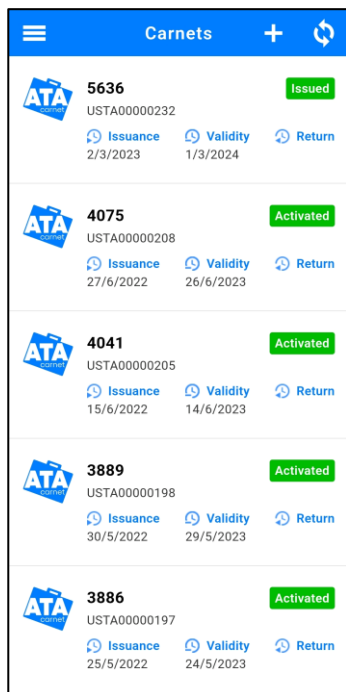 Carnets
ATA carnet 5636 Issued
USTA00000232
Issuance Validity Return
2/3/2023 1/3/2024
ATA carnet 4075 Activated
USTA00000208
Issuance Validity Return
27/6/2022 26/6/2023
ATA carnet 4041 Activated
USTA00000205
Issuance Validity Return
15/6/2022 14/6/2023
ATA carnet 3889 Activated
USTA00000198
Issuance Validity Return
30/5/2022 29/5/2023
ATA carnet 3886 Activated
USTA00000197
Issuance Validity Return
25/5/2022 24/5/2023